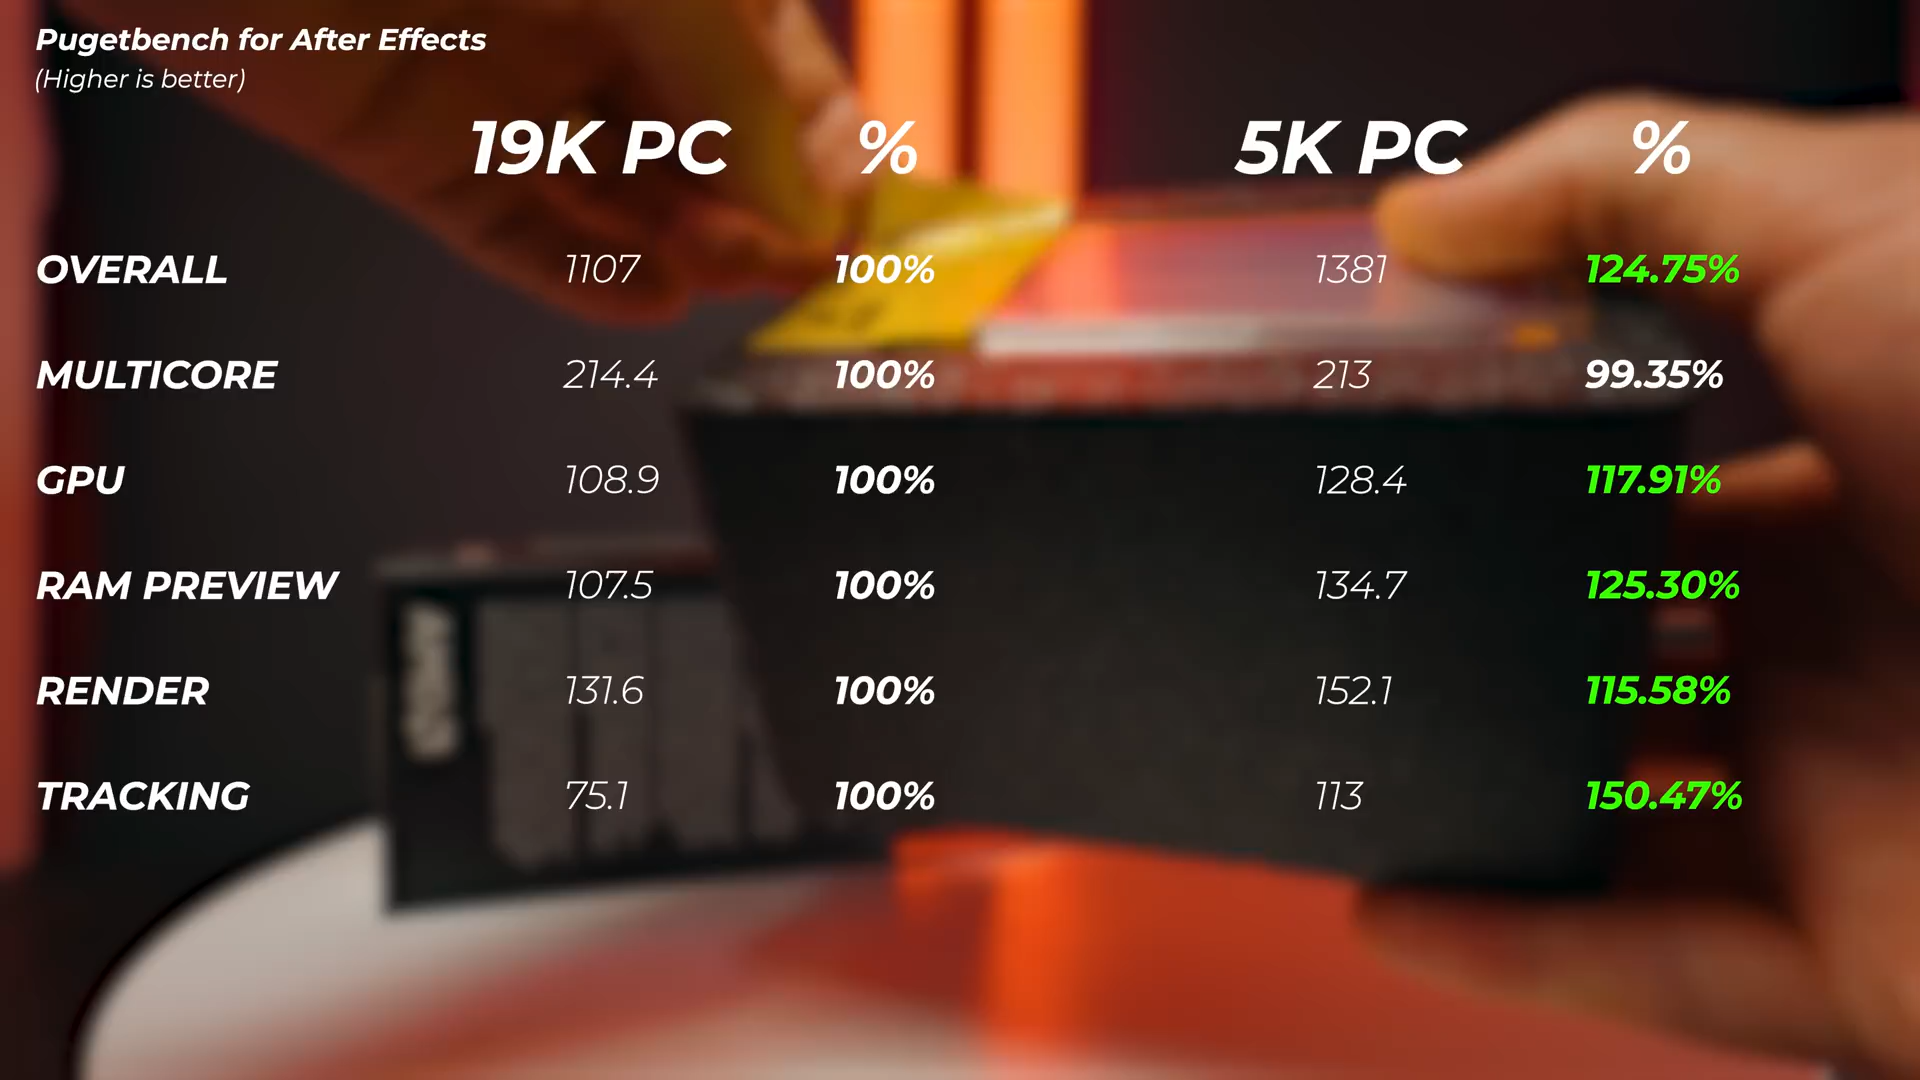 Pugetbench for After Effects
(Higher is better)
19K PC % 5K PC %
OVERALL 1107 100% 1381 124.75%
MULTICORE 214.4 100% 213 99.35%
GPU 108.9 100% 128.4 117.91%
RAM PREVIEW 107.5 100% 134.7 125.30%
RENDER 131.6 100% 152.1 115.58%
TRACKING 75.1 100% 113 150.47%